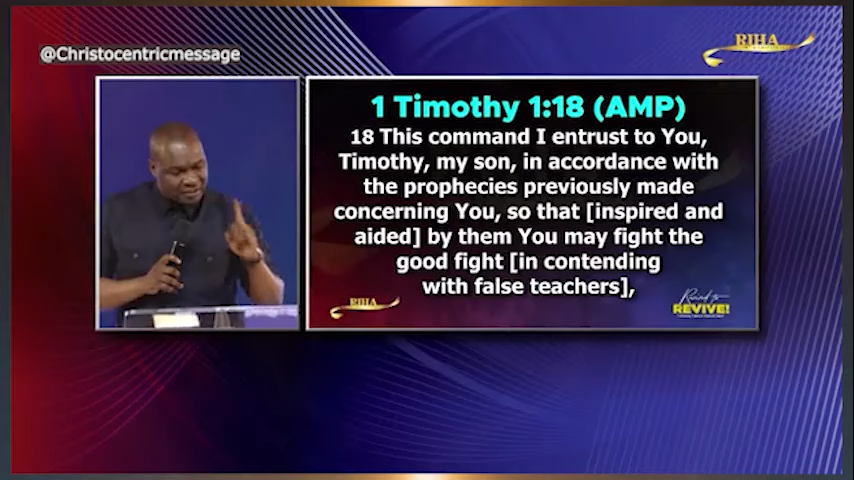 @Christocentricmessage
RIHA
1 Timothy 1:18 (AMP)
18 This command I entrust to You,
Timothy, my son, in accordance with
the prophecies previously made
concerning You, so that [inspired and
aided] by them You may fight the
good fight [in contending
with false teachers],
RIHA
REVIVE!